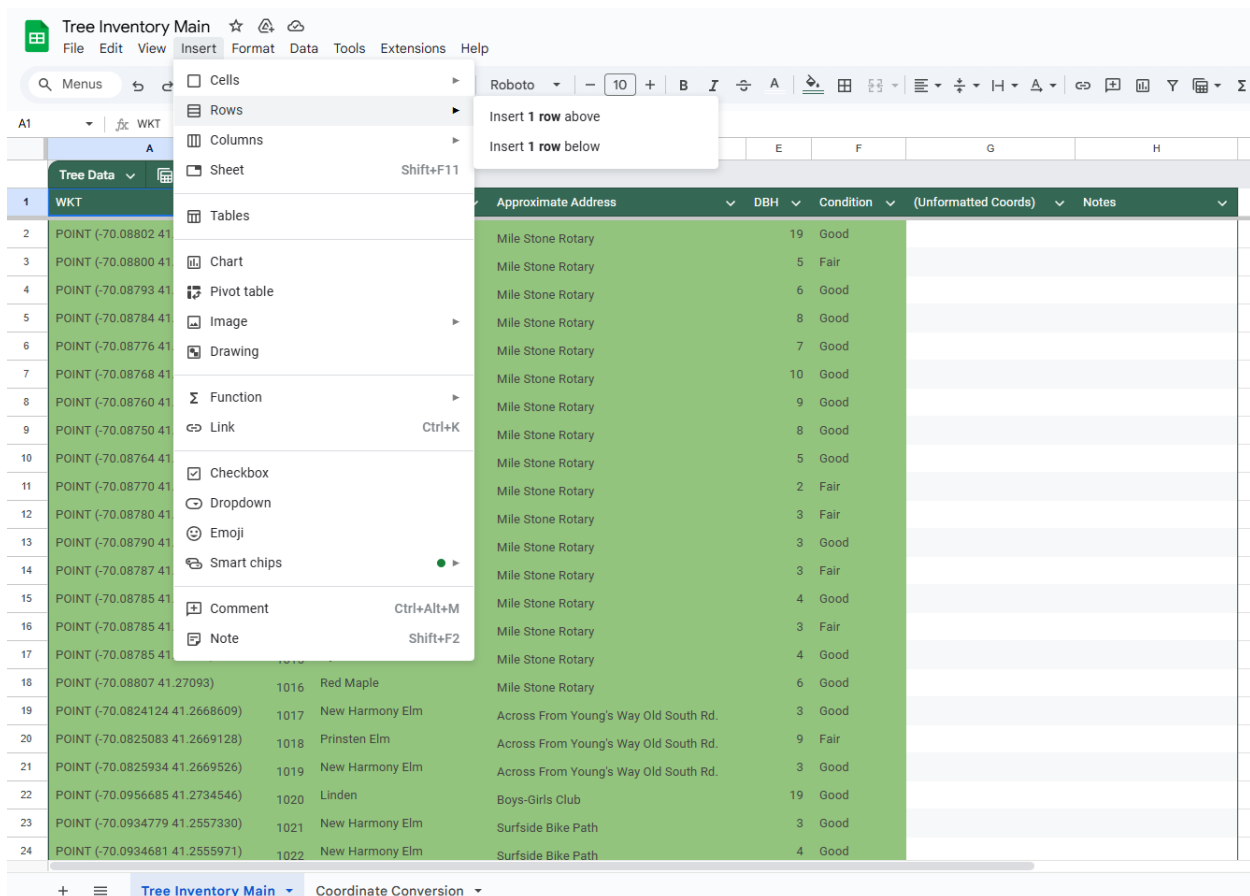 Tree Inventory Main
File Edit View Insert Format Data Tools Extensions Help
Menus Roboto 10 B I A
A1 WKT
Cells
Rows
Columns
Sheet Shift+F11
Tables
Chart
Pivot table
Image
Drawing
Function
Link Ctrl+K
Checkbox
Dropdown
Emoji
Smart chips
Comment Ctrl+Alt+M
Note Shift+F2
Insert 1 row above
Insert 1 row below
A E F G H
Tree Data
1 WKT Approximate Address DBH Condition (Unformatted Coords) Notes
2 POINT (-70.08802 41. Mile Stone Rotary 19 Good
3 POINT (-70.08800 41. Mile Stone Rotary 5 Fair
4 POINT (-70.08793 41. Mile Stone Rotary 6 Good
5 POINT (-70.08784 41. Mile Stone Rotary 8 Good
6 POINT (-70.08776 41. Mile Stone Rotary 7 Good
7 POINT (-70.08768 41. Mile Stone Rotary 10 Good
8 POINT (-70.08760 41. Mile Stone Rotary 9 Good
9 POINT (-70.08750 41. Mile Stone Rotary 8 Good
10 POINT (-70.08764 41. Mile Stone Rotary 5 Good
11 POINT (-70.08770 41. Mile Stone Rotary 2 Fair
12 POINT (-70.08780 41. Mile Stone Rotary 3 Fair
13 POINT (-70.08790 41. Mile Stone Rotary 3 Good
14 POINT (-70.08787 41. Mile Stone Rotary 3 Fair
15 POINT (-70.08785 41. Mile Stone Rotary 4 Good
16 POINT (-70.08785 41. Mile Stone Rotary 3 Fair
17 POINT (-70.08785 41. Mile Stone Rotary 4 Good
18 POINT (-70.08807 41.27093) 1016 Red Maple Mile Stone Rotary 6 Good
19 POINT (-70.0824124 41.2668609) 1017 New Harmony Elm Across From Young's Way Old South Rd. 3 Good
20 POINT (-70.0825083 41.2669128) 1018 Prinsten Elm Across From Young's Way Old South Rd. 9 Fair
21 POINT (-70.0825934 41.2669526) 1019 New Harmony Elm Across From Young's Way Old South Rd. 3 Good
22 POINT (-70.0956685 41.2734546) 1020 Linden Boys-Girls Club 19 Good
23 POINT (-70.0934779 41.2557330) 1021 New Harmony Elm Surfside Bike Path 3 Good
24 POINT (-70.0934681 41.2555971) 1022 New Harmony Elm Surfside Bike Path 4 Good
Tree Inventory Main Coordinate Conversion